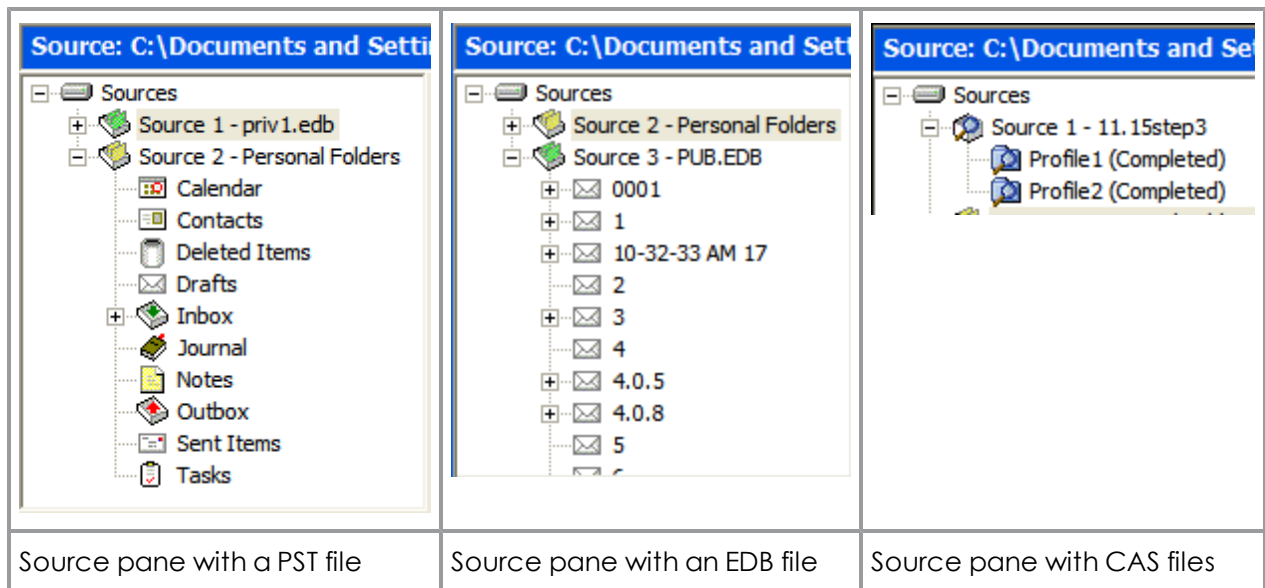 Source: C:\Documents and Setti
Sources
Source 1 - priv1.edb
Source 2 - Personal Folders
Calendar
Contacts
Deleted Items
Drafts
Inbox
Journal
Notes
Outbox
Sent Items
Tasks
Source pane with a PST file
Source: C:\Documents and Sett
Sources
Source 2 - Personal Folders
Source 3 - PUB.EDB
0001
1
10-32-33 AM 17
2
3
4
4.0.5
4.0.8
5
Source pane with an EDB file
Source: C:\Documents and Set
Sources
Source 1 - 11.15step3
Profile1 (Completed)
Profile2 (Completed)
Source pane with CAS files